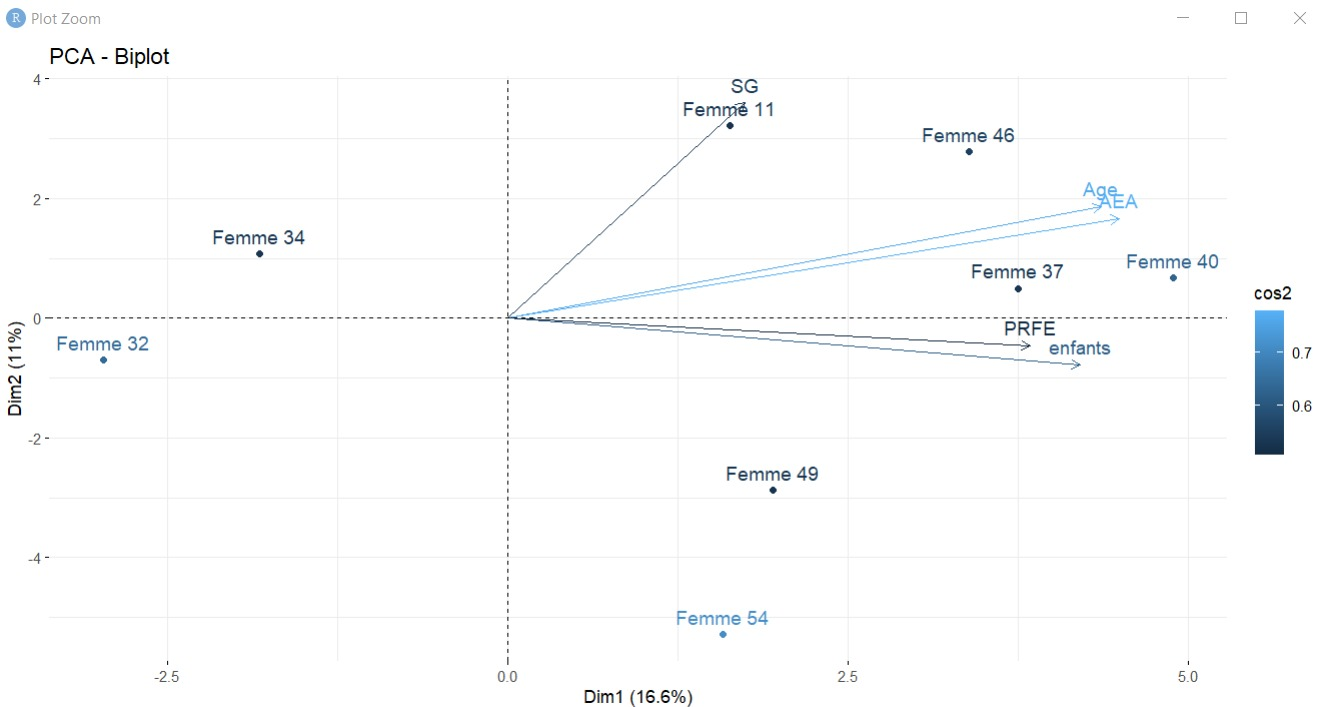 R Plot Zoom
PCA - Biplot
4
SG
Femme 11
Femme 46
Age
AEA
2
Femme 34
Femme 40
Femme 37
cos2
0
PRFE
Femme 32
enfants
0.7
0.6
Dim2 (11%)
-2
Femme 49
-4
Femme 54
-2.5
0.0
2.5
5.0
Dim1 (16.6%)